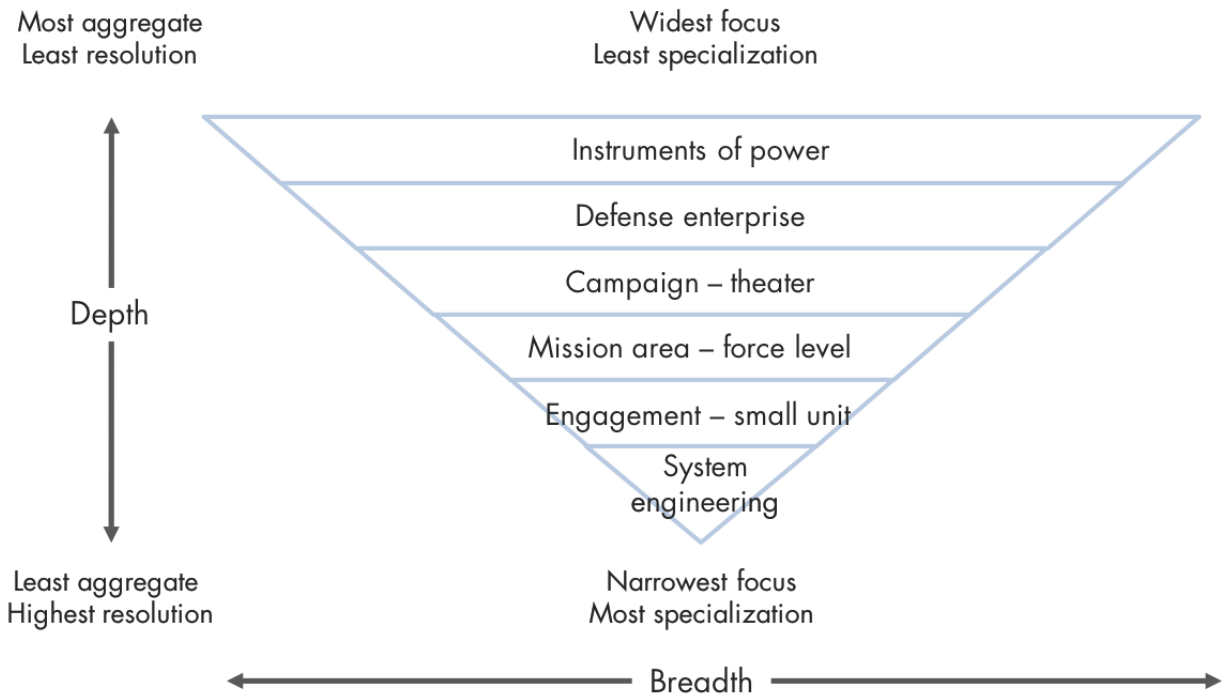 Most aggregate
Least resolution
Widest focus
Least specialization
Instruments of power
Defense enterprise
Campaign – theater
Depth
Mission area – force level
Engagement – small unit
System
engineering
Least aggregate
Highest resolution
Narrowest focus
Most specialization
Breadth